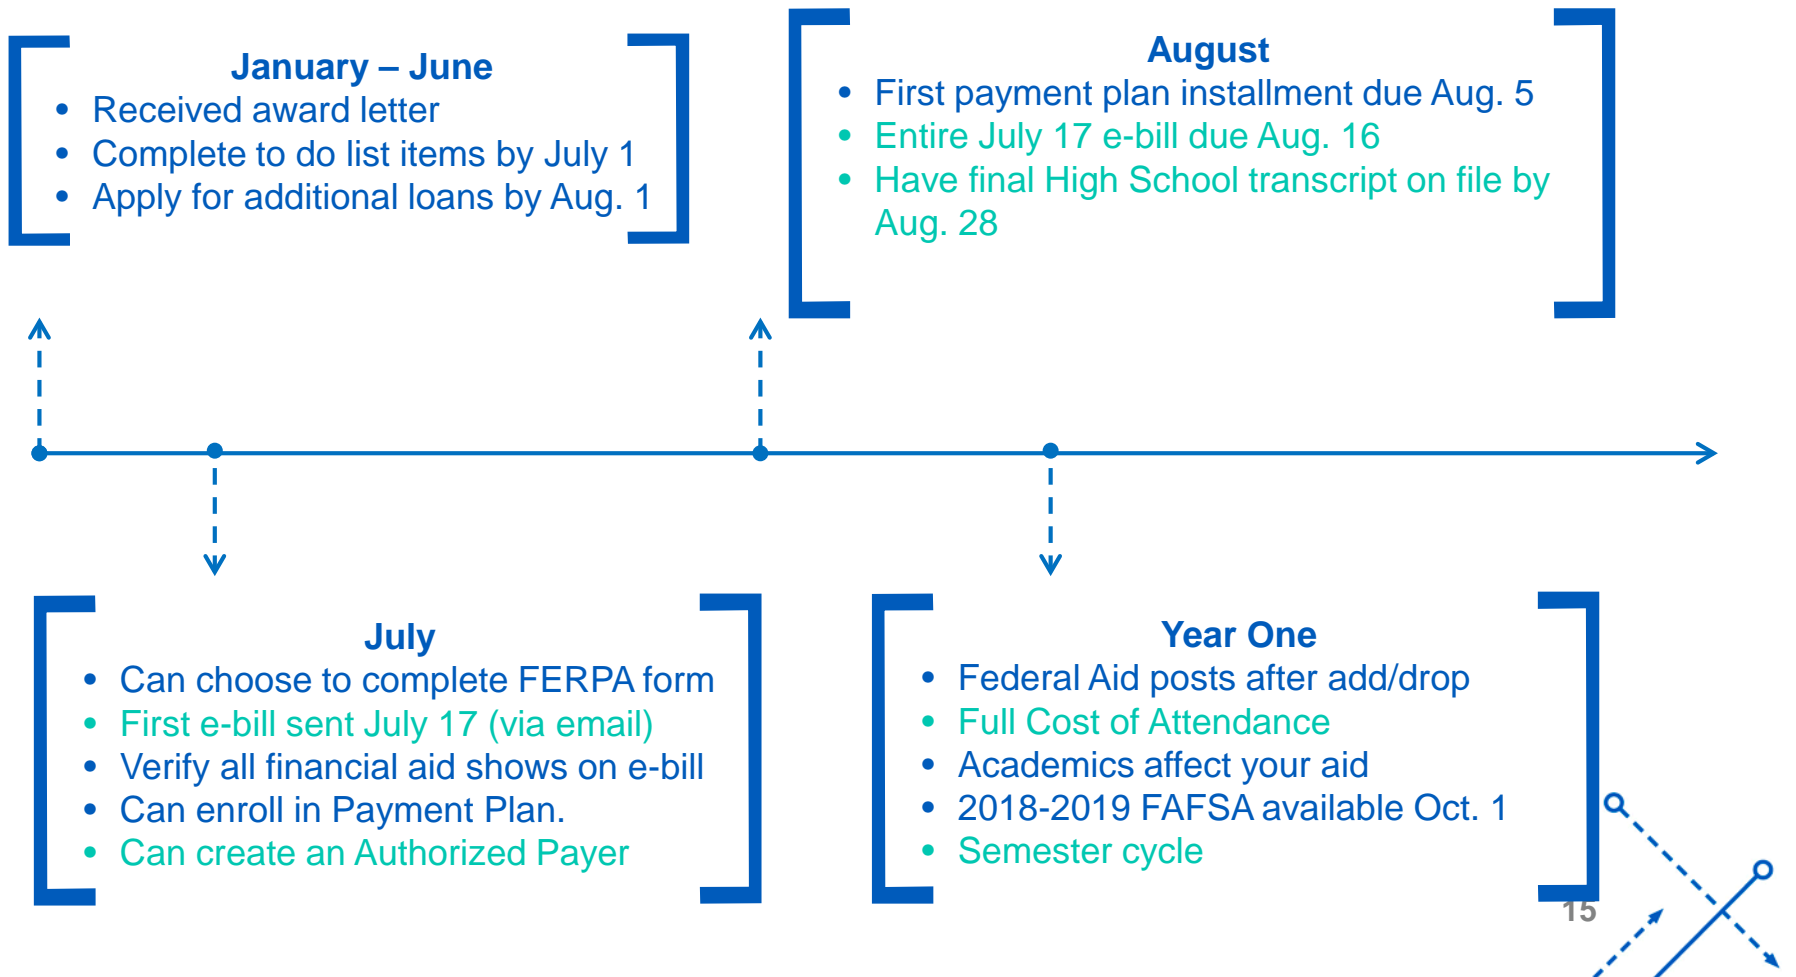 January – June
• Received award letter
• Complete to do list items by July 1
• Apply for additional loans by Aug. 1
August
• First payment plan installment due Aug. 5
• Entire July 17 e-bill due Aug. 16
• Have final High School transcript on file by
Aug. 28
July
• Can choose to complete FERPA form
• First e-bill sent July 17 (via email)
• Verify all financial aid shows on e-bill
• Can enroll in Payment Plan.
• Can create an Authorized Payer
Year One
• Federal Aid posts after add/drop
• Full Cost of Attendance
• Academics affect your aid
• 2018-2019 FAFSA available Oct. 1
• Semester cycle
15